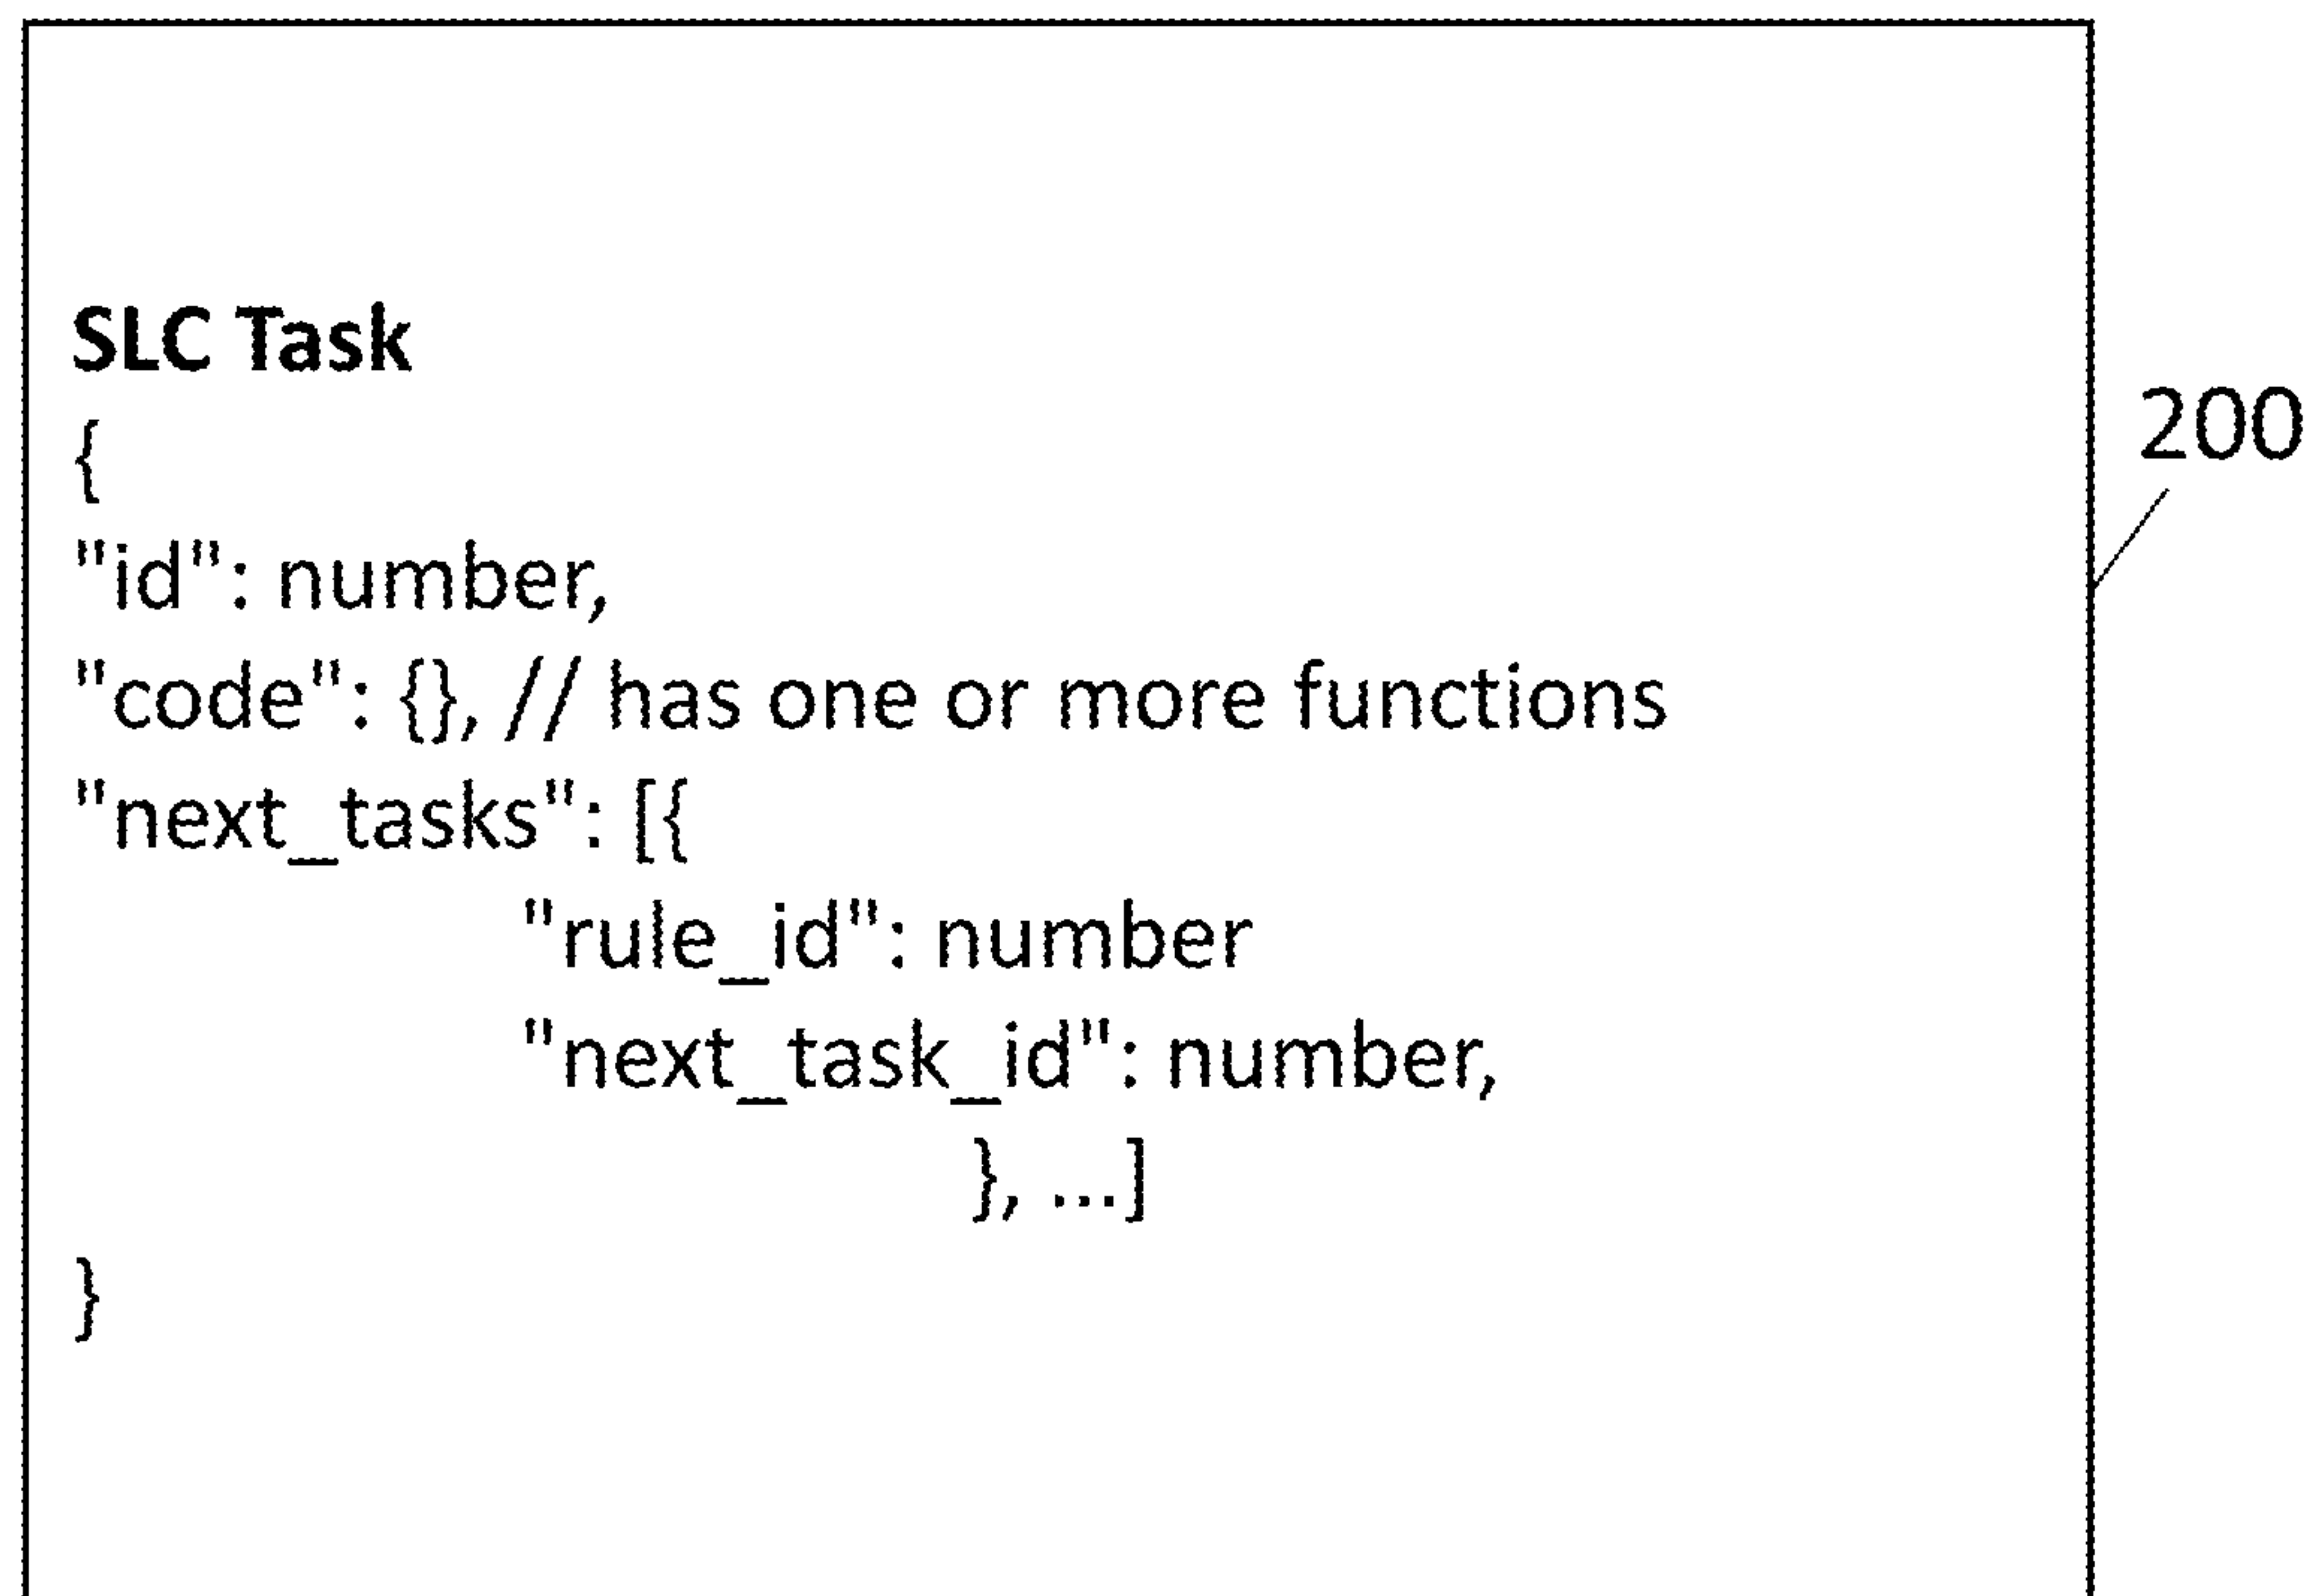 SLC Task
200
{
"id": number,
"code": {}, // has one or more functions
"next_tasks": [{
"rule_id": number
"next_task_id": number,
}, ...]
}